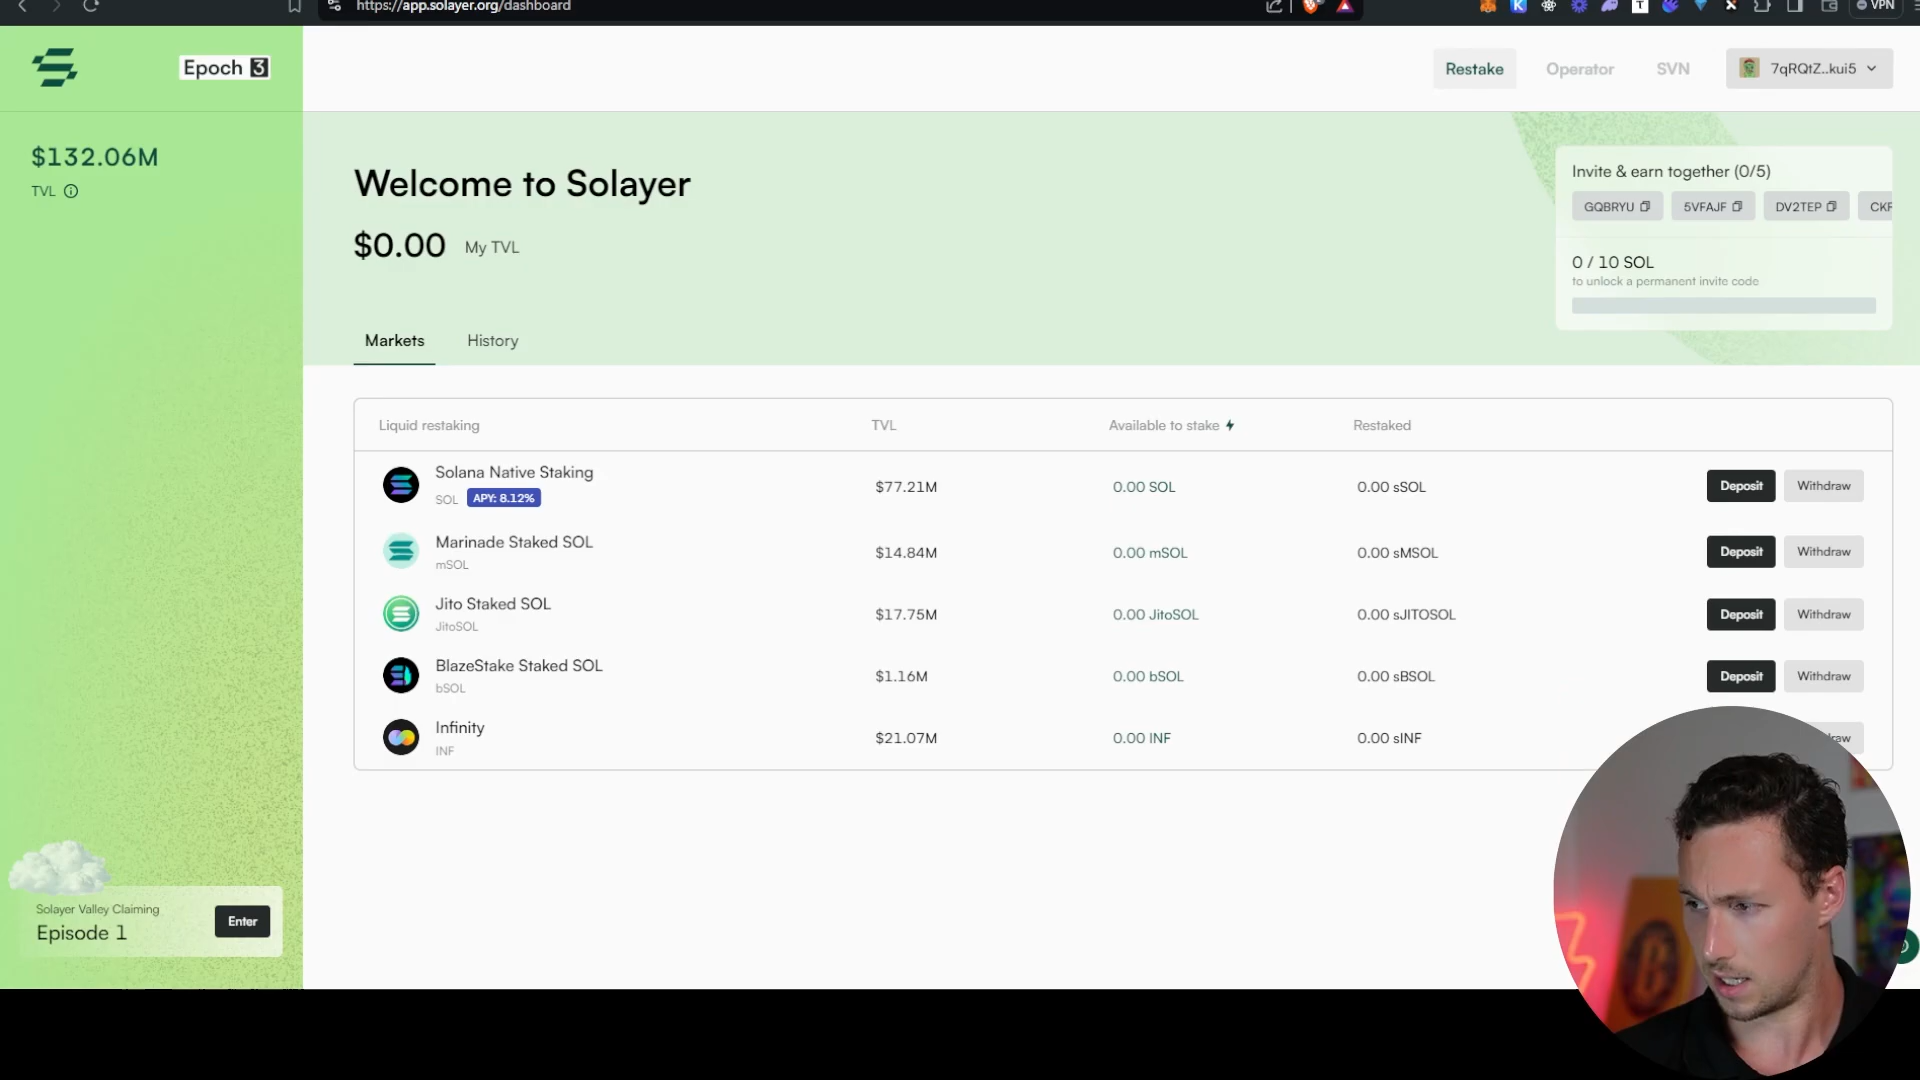 https://app.solayer.org/dashboard
VPN
Epoch 3
Restake
Operator
SVN
7qRQtZ..kui5
$132.06M
TVL
Welcome to Solayer
$0.00 My TVL
Invite & earn together (0/5)
GQBRYU
5VFAJF
DV2TEP
0 / 10 SOL
to unlock a permanent invite code
Markets
History
Liquid restaking
TVL
Available to stake
Restaked
Solana Native Staking
SOL APY: 8.12%
$77.21M
0.00 SOL
0.00 sSOL
Deposit
Withdraw
Marinade Staked SOL
mSOL
$14.84M
0.00 mSOL
0.00 sMSOL
Deposit
Withdraw
Jito Staked SOL
JitoSOL
$17.75M
0.00 JitoSOL
0.00 sJITOSOL
Deposit
Withdraw
BlazeStake Staked SOL
bSOL
$1.16M
0.00 bSOL
0.00 sBSOL
Deposit
Withdraw
Infinity
INF
$21.07M
0.00 INF
0.00 sINF
Solayer Valley Claiming
Episode 1
Enter